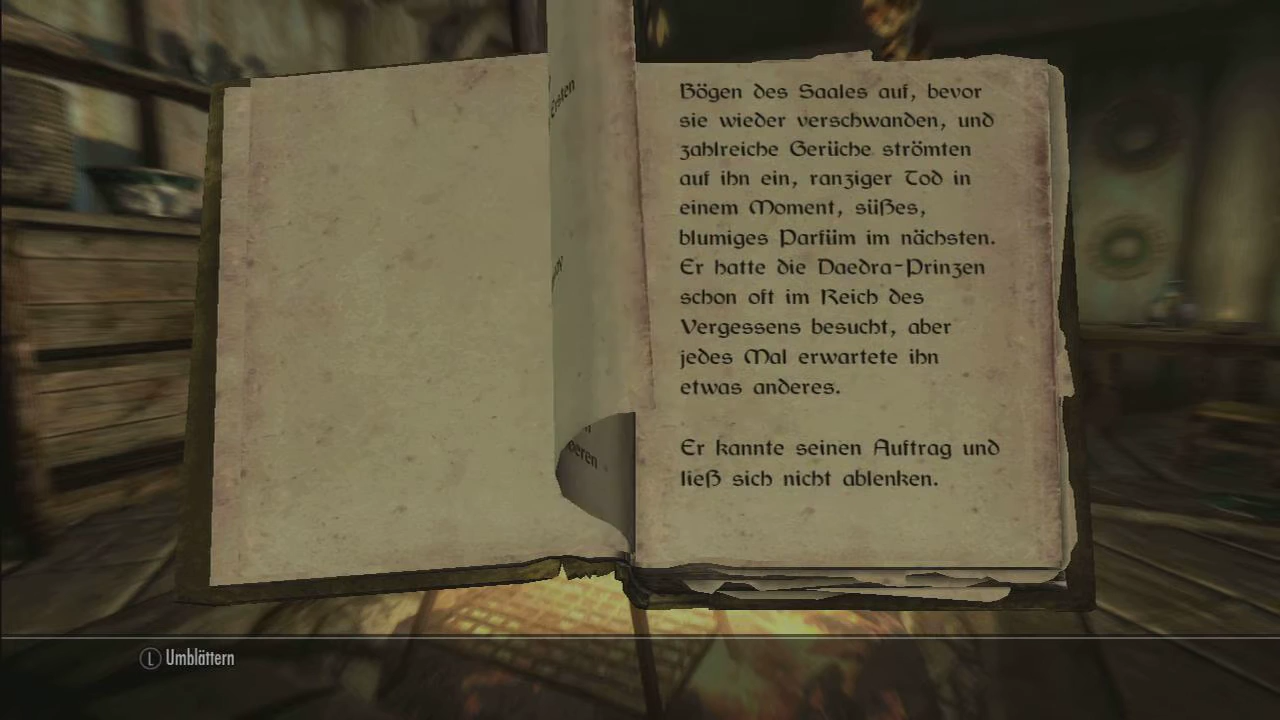 Bögen des Saales auf, bevor
sie wieder verschwanden, und
zahlreiche Gerüche strömten
auf ihn ein, ranziger Tod in
einem Moment, süßes,
blumiges Parfüm im nächsten.
Er hatte die Daedra-Prinzen
schon oft im Reich des
Vergessens besucht, aber
jedes Mal erwartete ihn
etwas anderes.
Er kannte seinen Auftrag und
ließ sich nicht ablenken.
L Umblättern